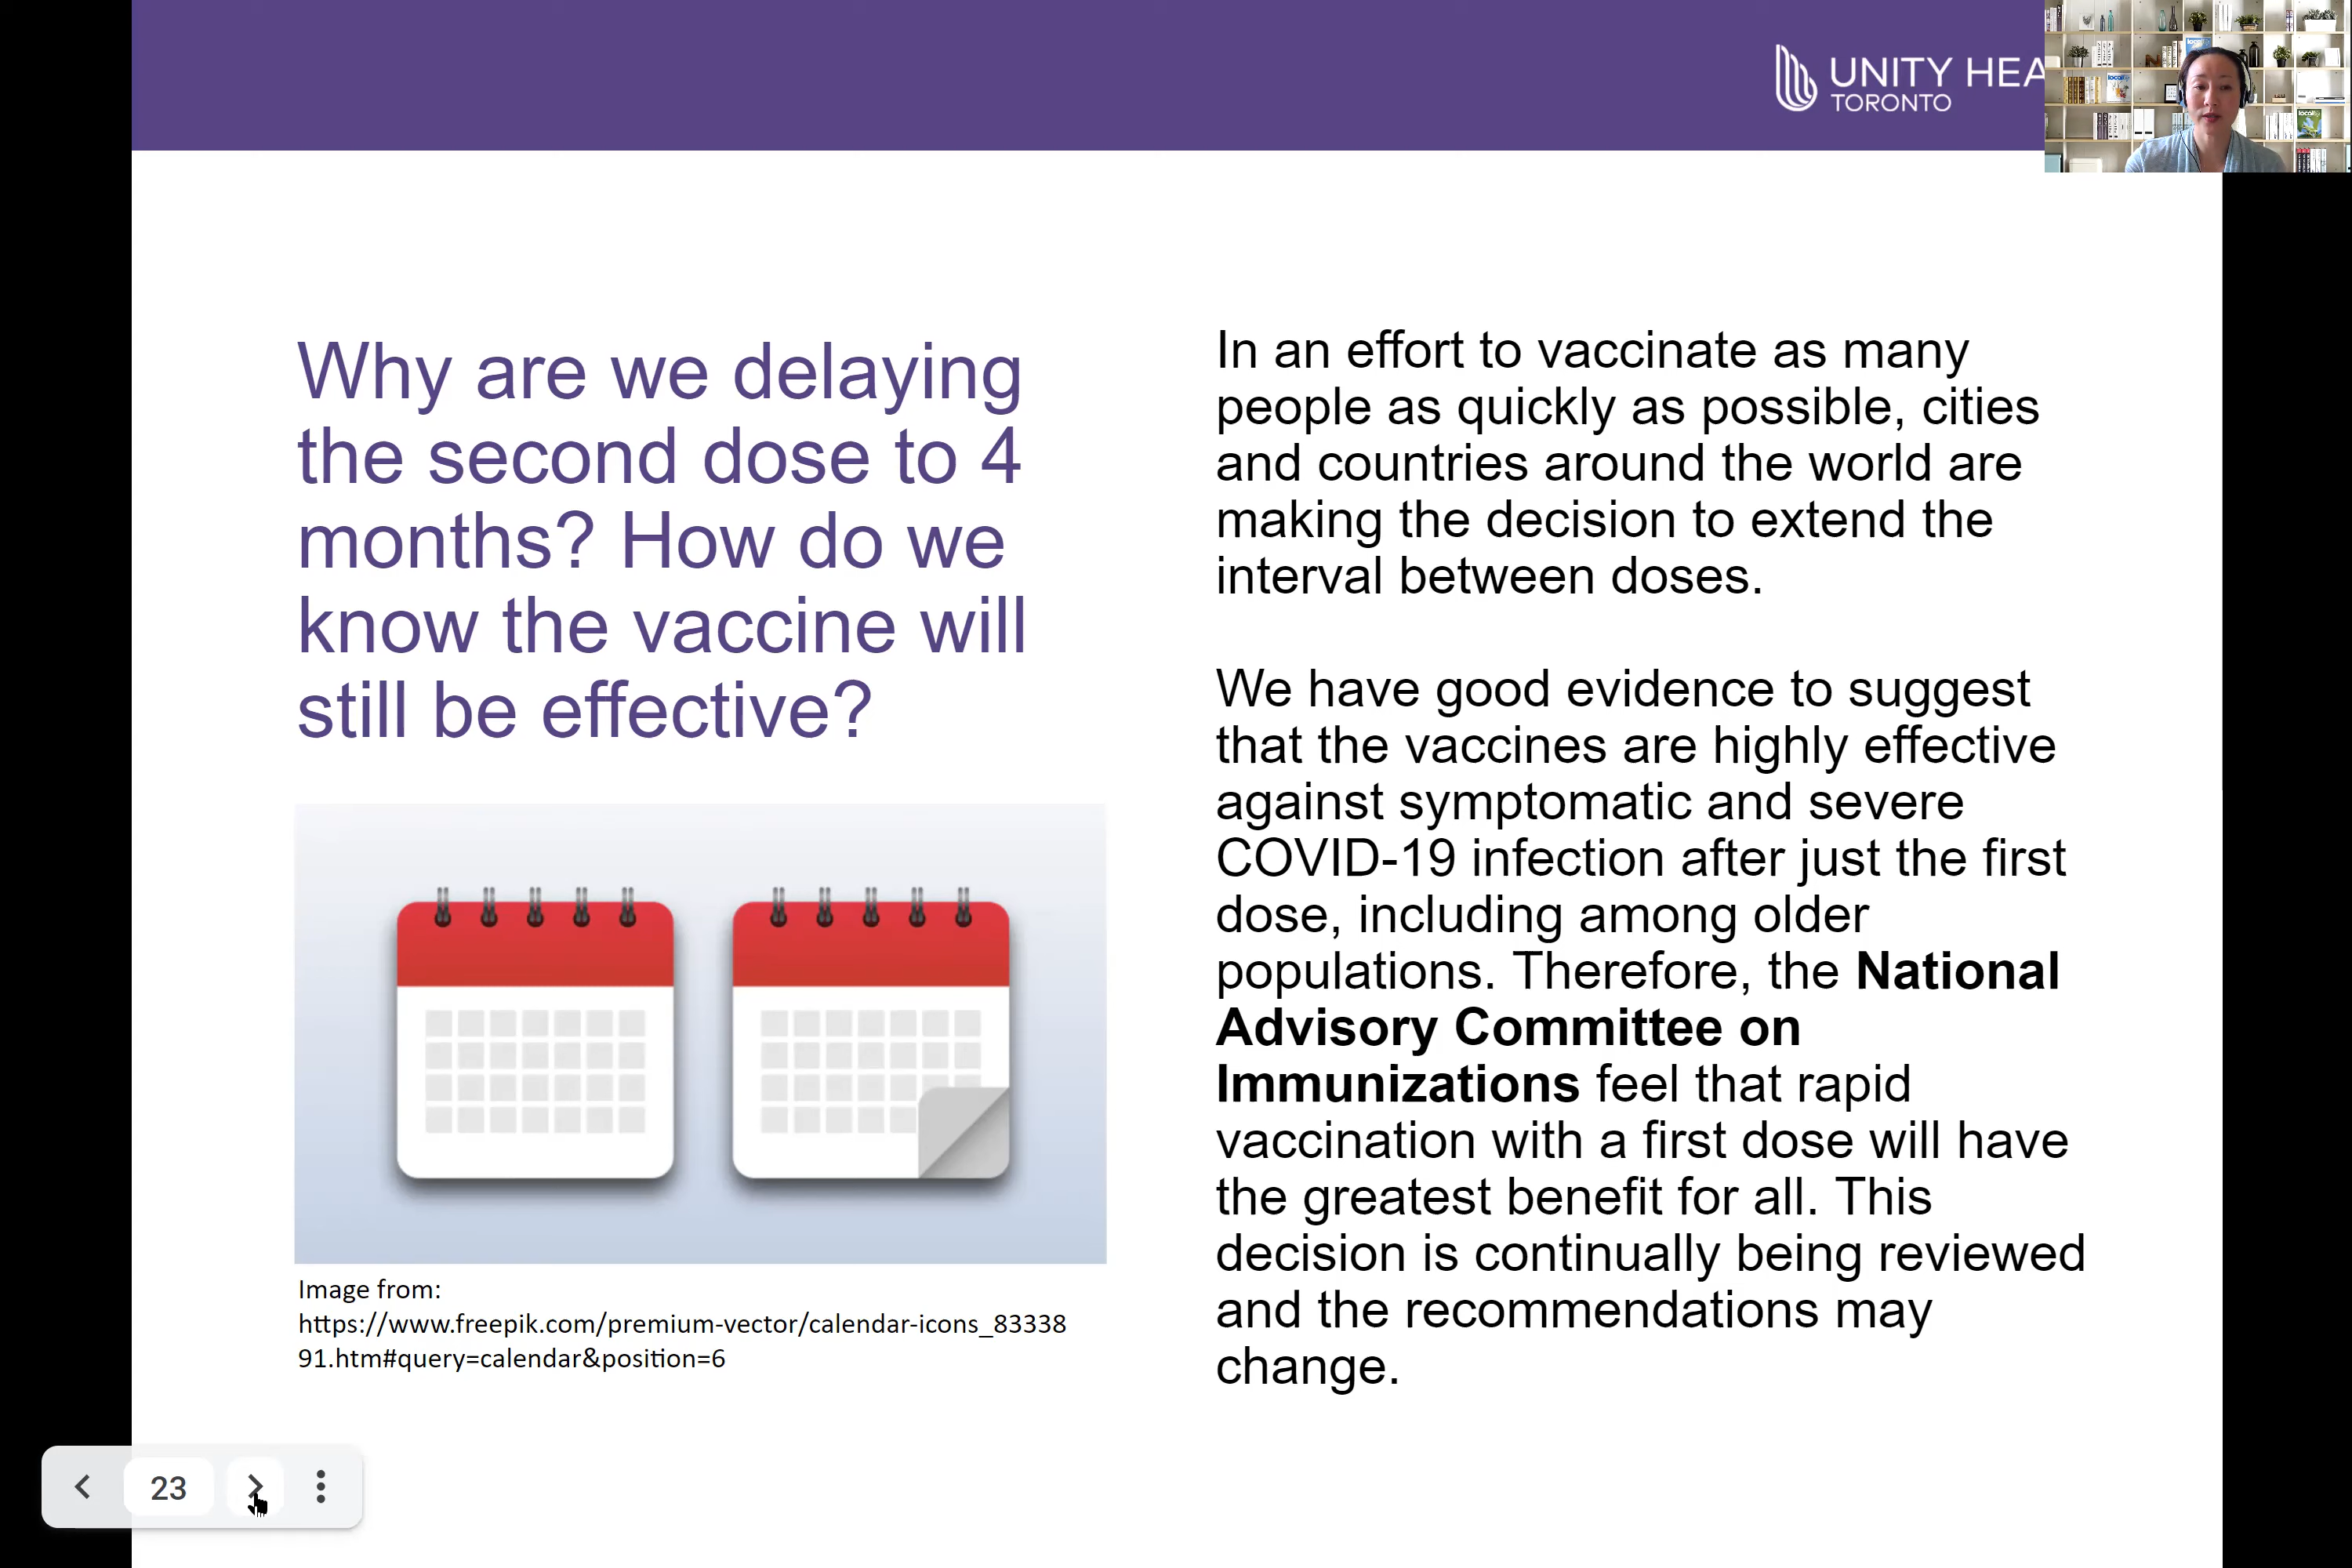 UNITY HEA
TORONTO
Why are we delaying
the second dose to 4
months? How do we
know the vaccine will
still be effective?
Image from:
https://www.freepik.com/premium-vector/calendar-icons_83338
91.htm#query=calendar&position=6
In an effort to vaccinate as many
people as quickly as possible, cities
and countries around the world are
making the decision to extend the
interval between doses.
We have good evidence to suggest
that the vaccines are highly effective
against symptomatic and severe
COVID-19 infection after just the first
dose, including among older
populations. Therefore, the National
Advisory Committee on
Immunizations feel that rapid
vaccination with a first dose will have
the greatest benefit for all. This
decision is continually being reviewed
and the recommendations may
change.
23